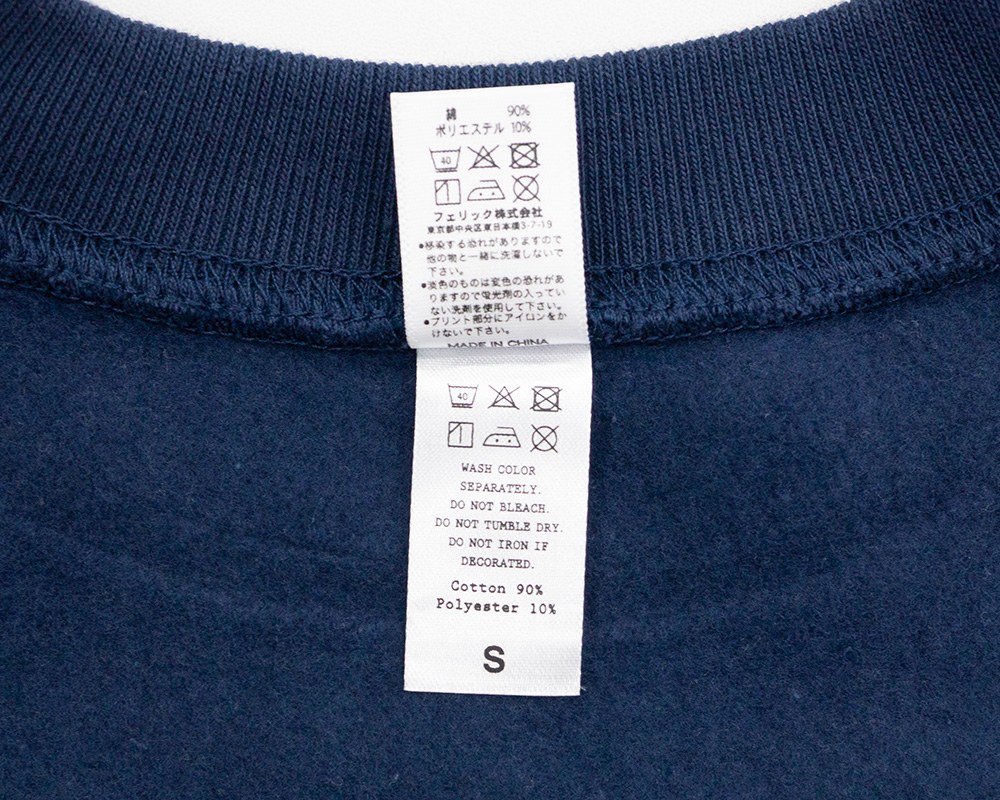 綿 90%
ポリエステル 10%
40
フェリック株式会社
東京都中央区東日本橋3-7-19
●移染する恐れがありますので
他の物と一緒に洗濯しないで
下さい。
●淡色のものは変色の恐れがあ
りますので蛍光剤の入ってい
ない洗剤を使用して下さい。
●プリント部分にアイロンをか
けないで下さい。
MADE IN CHINA
40
WASH COLOR
SEPARATELY.
DO NOT BLEACH.
DO NOT TUMBLE DRY.
DO NOT IRON IF
DECORATED.
Cotton 90%
Polyester 10%
S